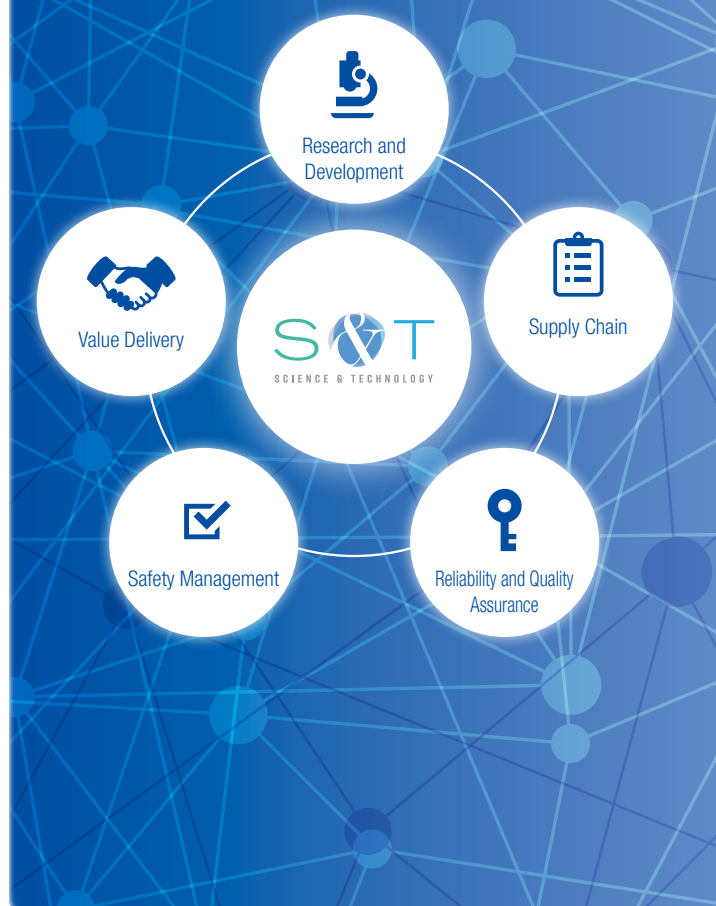 Research and
Development
Value Delivery
Supply Chain
S&T
SCIENCE & TECHNOLOGY
Safety Management
Reliability and Quality
Assurance